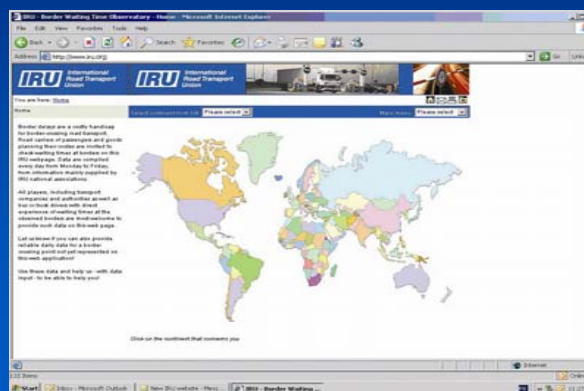 IRU - Border Waiting Time Observatory - Home - Microsoft Internet Explorer
File Edit View Favorites Tools Help
Back Search Favorites
Address http://www.iru.org Go
IRU International Road Transport Union IRU International Road Transport Union
You are here: Home
Home
Please select Please select
Border delays are a costly handicap
for border-crossing road transport.
Road carriers of passengers and goods
planning their routes are invited to
check waiting times at borders on this
IRU webpage. Data are compiled
every day from Monday to Friday,
from information mainly supplied by
IRU national associations.
All players, including transport
companies and authorities as well as
bus or truck drivers with direct
experience of waiting times at the
observed borders are most welcome to
provide such data on this web page.
Let us know if you can also provide
reliable daily data for a border
crossing point not yet represented on
this web application!
Use these data and help us - with data
input - to be able to help you!
Click on the continent that concerns you
Internet
Start Inbox - Microsoft Outlook New IRU website - Mess... IRU - Border Waiting ...